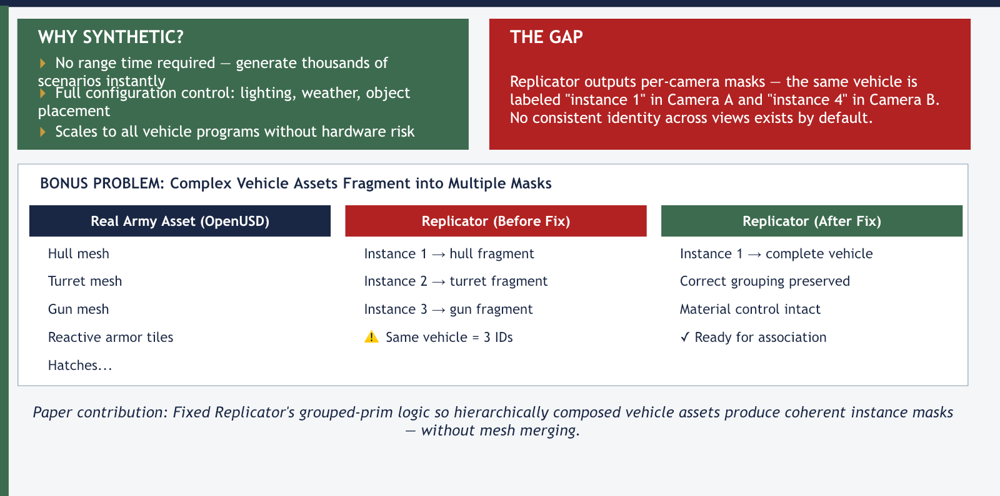 WHY SYNTHETIC?
No range time required — generate thousands of
scenarios instantly
Full configuration control: lighting, weather, object
placement
Scales to all vehicle programs without hardware risk
THE GAP
Replicator outputs per-camera masks — the same vehicle is
labeled "instance 1" in Camera A and "instance 4" in Camera B.
No consistent identity across views exists by default.
BONUS PROBLEM: Complex Vehicle Assets Fragment into Multiple Masks
Real Army Asset (OpenUSD)
Hull mesh
Turret mesh
Gun mesh
Reactive armor tiles
Hatches...
Replicator (Before Fix)
Instance 1 → hull fragment
Instance 2 → turret fragment
Instance 3 → gun fragment
⚠ Same vehicle = 3 IDs
Replicator (After Fix)
Instance 1 → complete vehicle
Correct grouping preserved
Material control intact
✓ Ready for association
Paper contribution: Fixed Replicator's grouped-prim logic so hierarchically composed vehicle assets produce coherent instance masks
— without mesh merging.